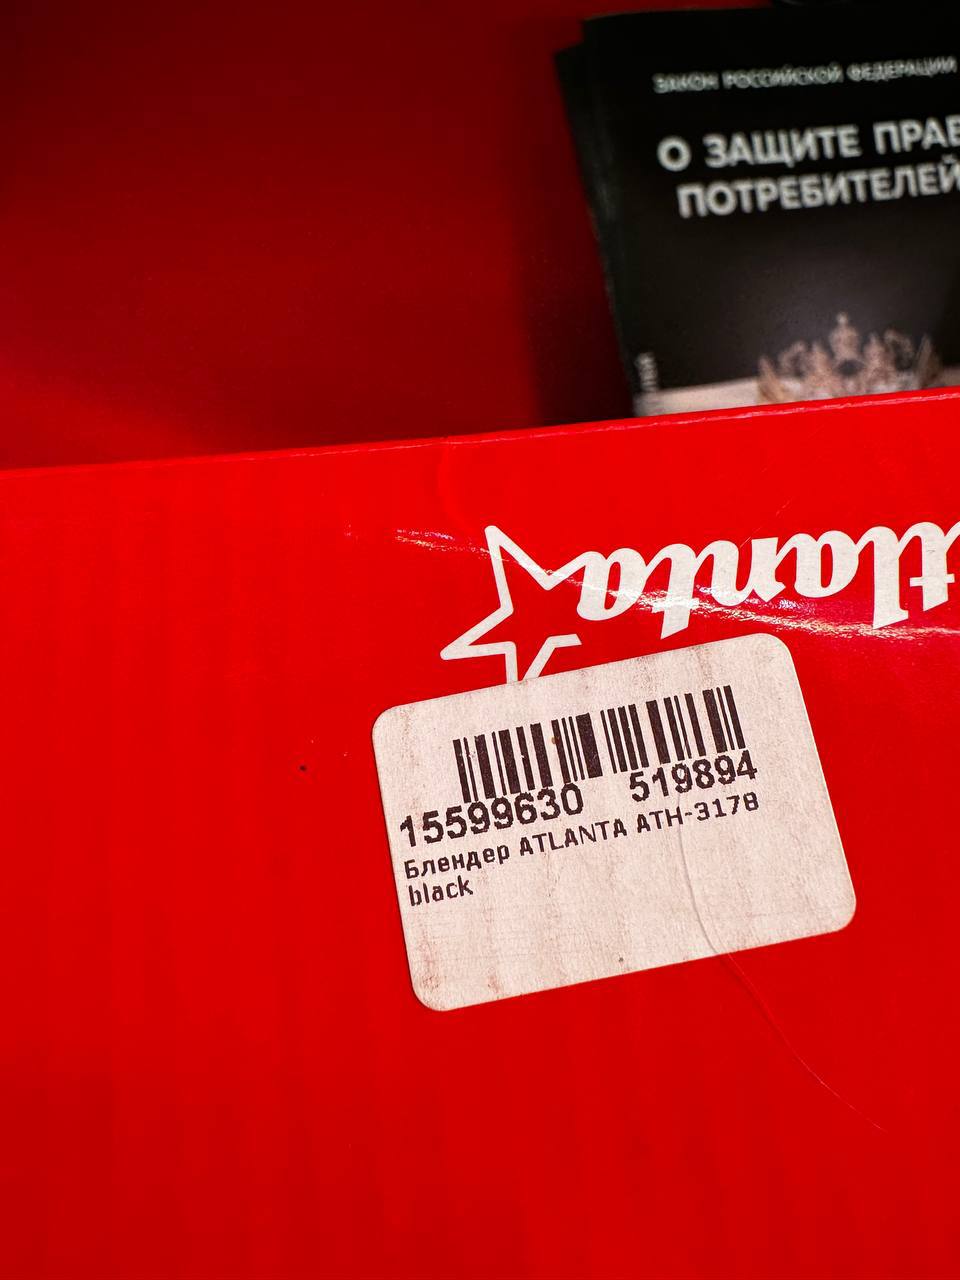 ЗАКОН РОССИЙСКОЙ ФЕДЕРАЦИИ
О ЗАЩИТЕ ПРАВ
ПОТРЕБИТЕЛЕЙ
tlanta
15599630 519894
Блендер ATLANTA ATH-3178
black